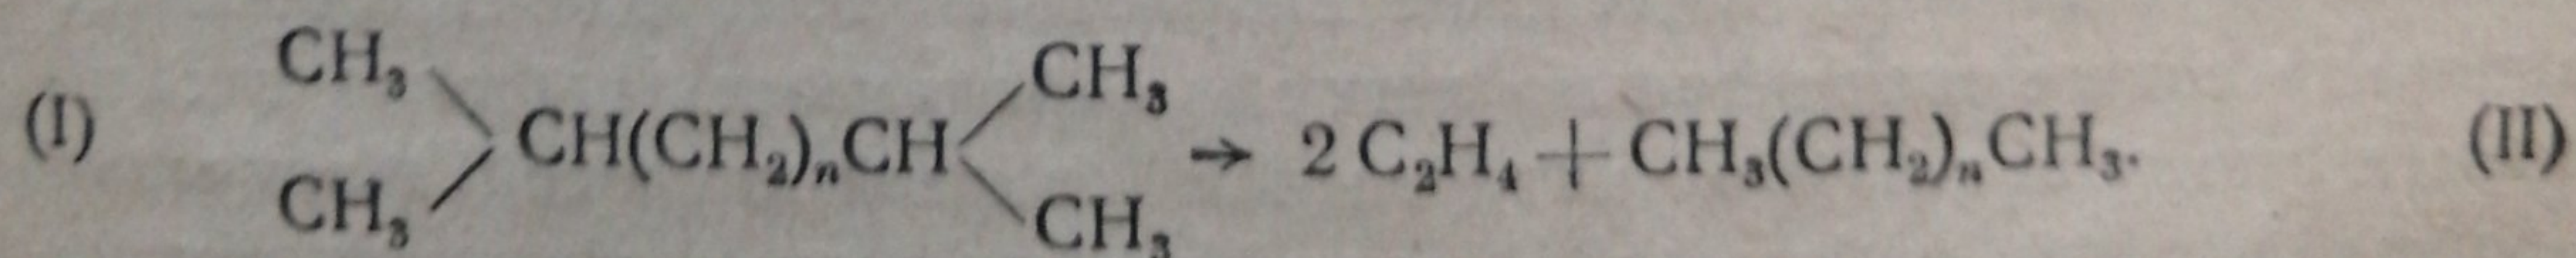 CH₃ CH₃
(I) CH(CH₂)ₙCH → 2 C₂H₄ + CH₃(CH₂)ₙCH₃. (II)
CH₃ CH₃